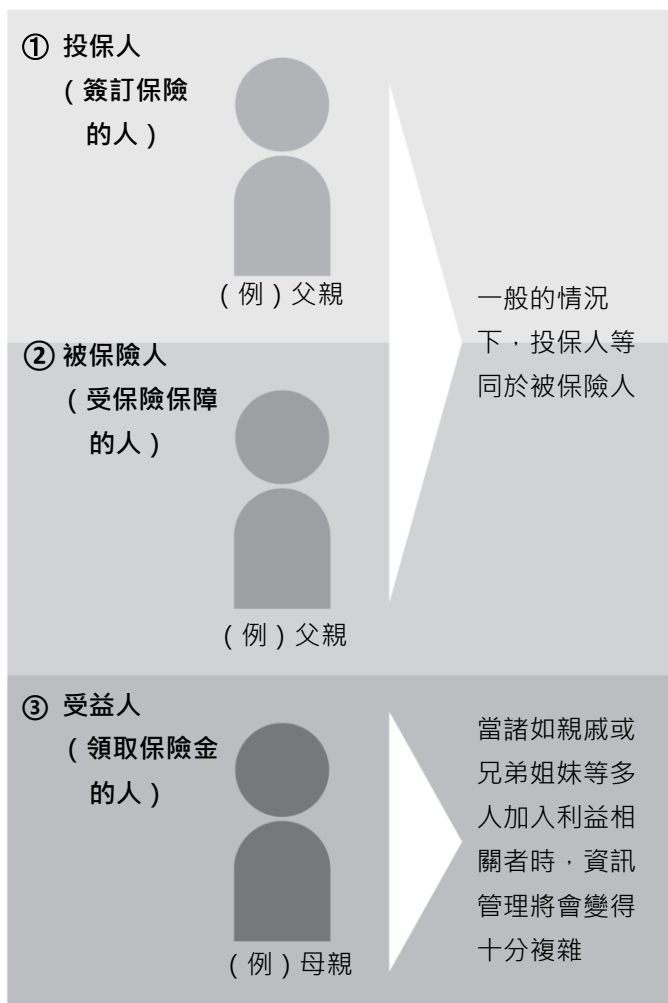 ① 投保人
(簽訂保險
的人)
(例)父親
一般的情況
下,投保人等
同於被保險人
② 被保險人
(受保險保障
的人)
(例)父親
③ 受益人
(領取保險金
的人)
(例)母親
當諸如親戚或
兄弟姐妹等多
人加入利益相
關者時,資訊
管理將會變得
十分複雜